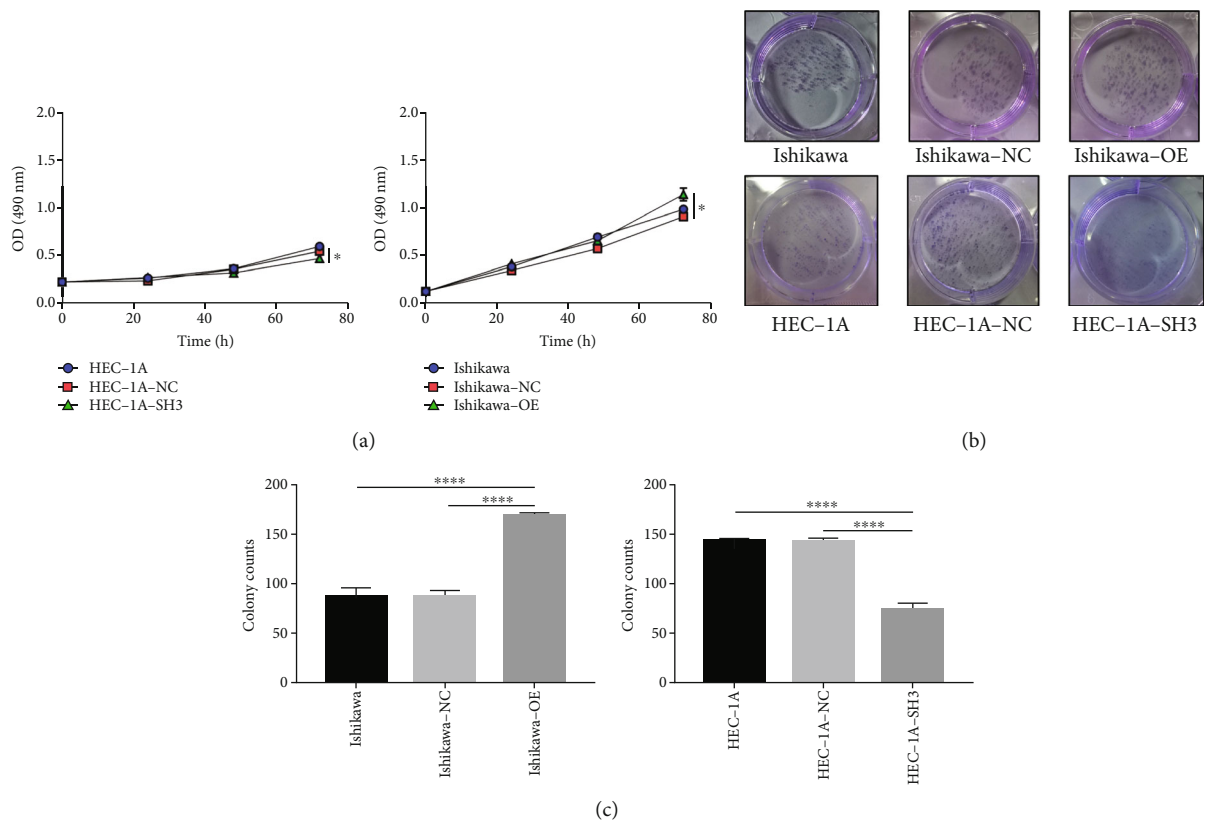 2.0
1.5
1.0
0.5
0.0
OD (490 nm)
0 20 40 60 80
Time (h)
*
HEC–1A
HEC–1A–NC
HEC–1A–SH3
2.0
1.5
1.0
0.5
0.0
OD (490 nm)
0 20 40 60 80
Time (h)
*
Ishikawa
Ishikawa–NC
Ishikawa–OE
(a)
Ishikawa Ishikawa–NC Ishikawa–OE
HEC–1A HEC–1A–NC HEC–1A–SH3
(b)
200
150
100
50
0
Colony counts
****
****
Ishikawa
Ishikawa–NC
Ishikawa–OE
200
150
100
50
0
Colony counts
****
****
HEC–1A
HEC–1A–NC
HEC–1A–SH3
(c)